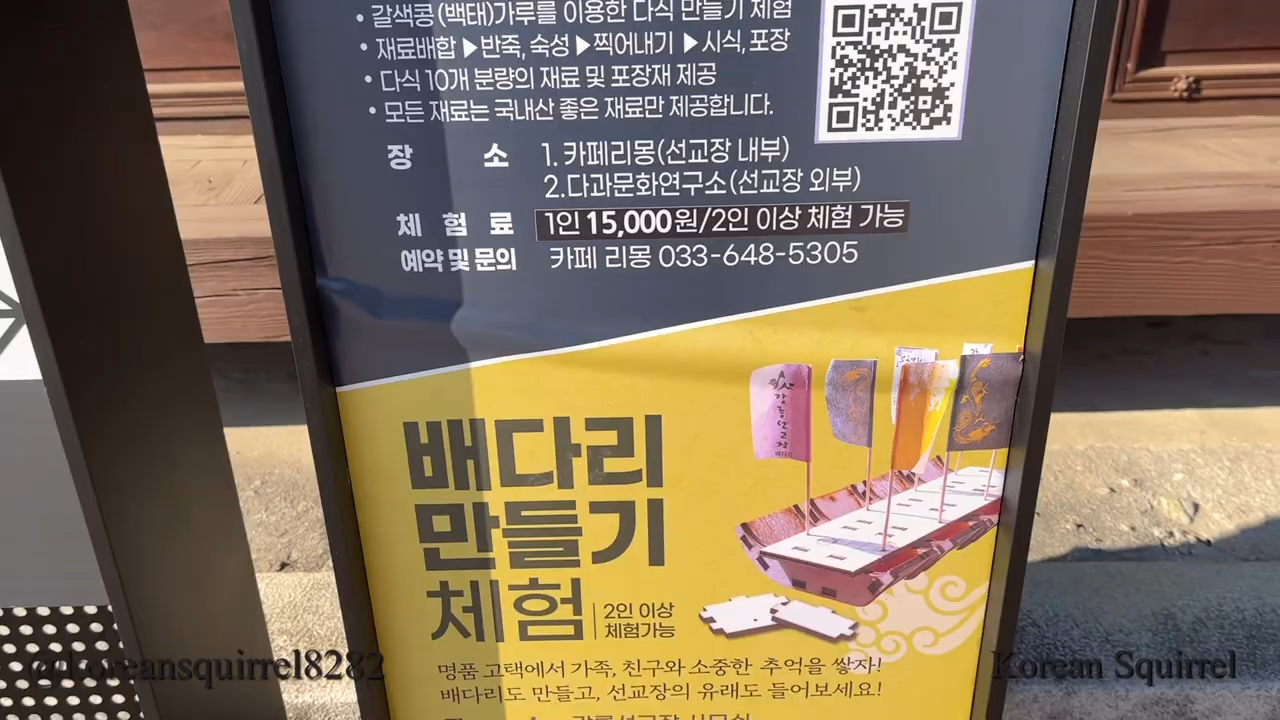 • 갈색콩(백태)가루를 이용한 다식 만들기 체험
• 재료배합 ▶반죽, 숙성 ▶찍어내기 ▶시식, 포장
• 다식 10개 분량의 재료 및 포장재 제공
• 모든 재료는 국내산 좋은 재료만 제공합니다.
장 소 1. 카페리몽(선교장 내부)
2.다과문화연구소(선교장 외부)
체 험 료 1인 15,000원/2인 이상 체험 가능
예약 및 문의 카페 리몽 033-648-5305
배다리
만들기
체험 2인 이상
체험가능
강릉선교장
배다리
명품 고택에서 가족, 친구와 소중한 추억을 쌓자!
배다리도 만들고, 선교장의 유래도 들어보세요!
@koreansquirrel8282
Korean Squirrel